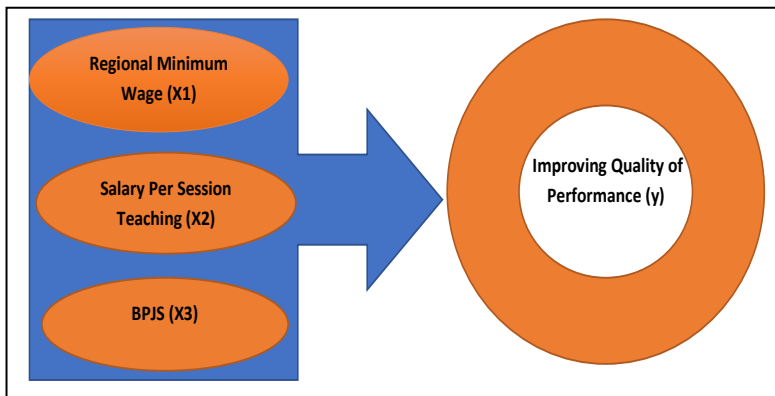 Regional Minimum
Wage (X1)
Salary Per Session
Teaching (X2)
BPJS (X3)
Improving Quality of
Performance (y)